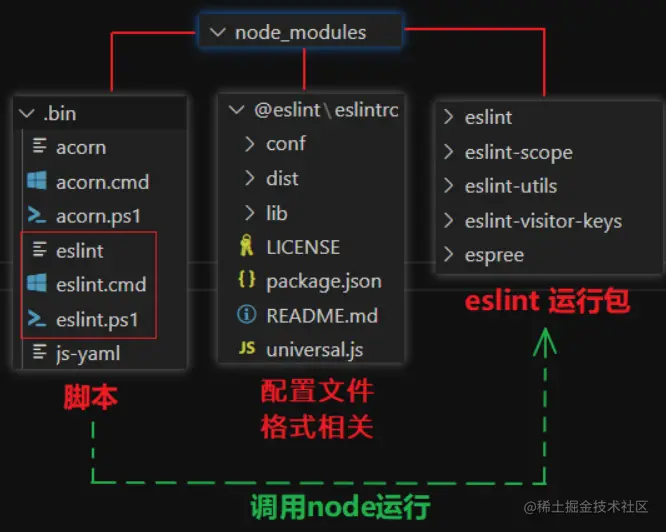 node_modules
.bin
acorn
acorn.cmd
acorn.ps1
eslint
eslint.cmd
eslint.ps1
js-yaml
脚本
@eslint\eslintrc
conf
dist
lib
LICENSE
package.json
README.md
JS universal.js
配置文件
格式相关
eslint
eslint-scope
eslint-utils
eslint-visitor-keys
espree
eslint 运行包
调用node运行
@稀土掘金技术社区